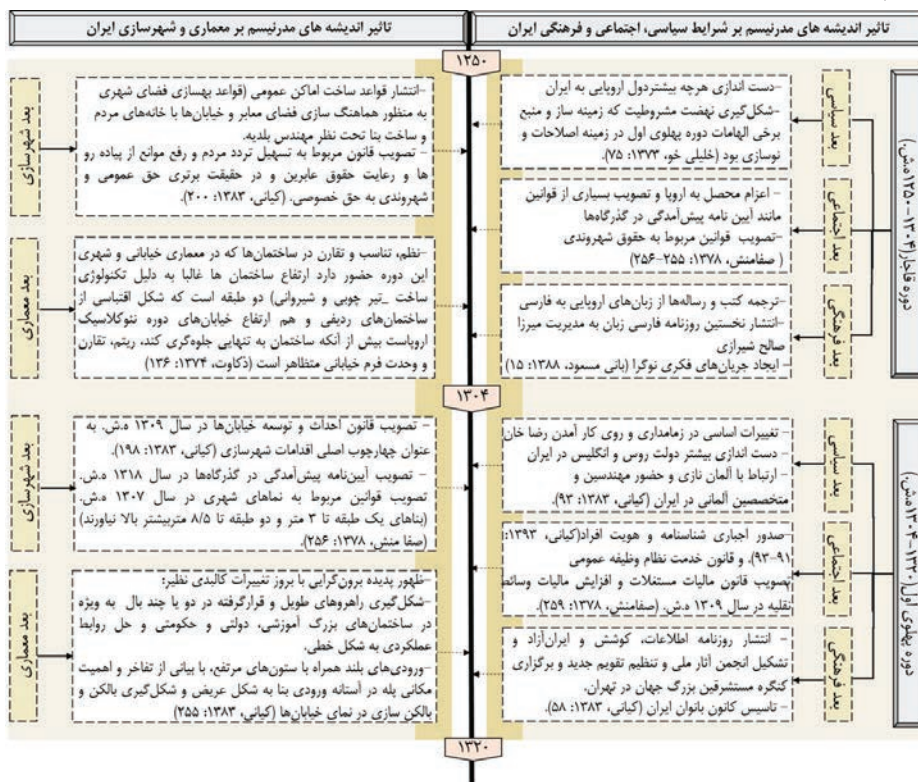 تاثیر اندیشه های مدرنیسم بر شرایط سیاسی، اجتماعی و فرهنگی ایران
تاثیر اندیشه های مدرنیسم بر معماری و شهرسازی ایران
۱۲۵۰
دوره قاجار(۱۳۰۴-۱۲۵۰ه.ش.)
بعد سیاسی
-دست اندازی هرچه بیشتردول اروپایی به ایران
-شکل‌گیری نهضت مشروطیت که زمینه ساز و منبع
برخی الهامات دوره پهلوی اول در زمینه اصلاحات و
نوسازی بود (خلیلی خو، ۱۳۷۳: ۷۵).
بعد اجتماعی
- اعزام محصل به اروپا و تصویب بسیاری از قوانین
مانند آیین نامه پیش‌آمدگی در گذرگاه‌ها
-تصویب قوانین مربوط به حقوق شهروندی
( صفامنش، ۱۳۷۸: ۲۵۵-۲۵۶)
بعد فرهنگی
-ترجمه کتب و رساله‌ها از زبان‌های اروپایی به فارسی
-انتشار نخستین روزنامه فارسی زبان به مدیریت میرزا
صالح شیرازی
- ایجاد جریان‌های فکری نوگرا (بانی مسعود، ۱۳۸۸: ۱۵)
بعد شهرسازی
-انتشار قواعد ساخت اماکن عمومی (قواعد بهسازی فضای شهری
به منظور هماهنگ سازی فضای معابر و خیابان‌ها با خانه‌های مردم
و ساخت بنا تحت نظر مهندس بلدیه.
- تصویب قانون مربوط به تسهیل تردد مردم و رفع موانع از پیاده رو
ها و رعایت حقوق عابرین و در حقیقت برتری حق عمومی و
شهروندی به حق خصوصی. (کیانی، ۱۳۸۳: ۲۰۰).
بعد معماری
نظم، تناسب و تقارن در ساختمان‌ها که در معماری خیابانی و شهری
این دوره حضور دارد ارتفاع ساختمان ها غالبا به دلیل تکنولوژی
ساخت _تیر چوبی و شیروانی) دو طبقه است که شکل اقتباسی از
ساختمان‌های ردیفی و هم ارتفاع خیابان‌های دوره نئوکلاسیک
اروپاست بیش از آنکه ساختمان به تنهایی جلوه‌گری کند، ریتم، تقارن
و وحدت فرم خیابانی متظاهر است (ذکاوت، ۱۳۷۴: ۱۳۶)
۱۳۰۴
دوره پهلوی اول(۱۳۲۰-۱۳۰۴ه.ش.)
بعد سیاسی
- تغییرات اساسی در زمامداری و روی کار آمدن رضا خان
- دست اندازی بیشتر دولت روس و انگلیس در ایران
- ارتباط با آلمان نازی و حضور مهندسین و
متخصصین آلمانی در ایران (کیانی، ۱۳۸۳: ۹۳).
بعد اجتماعی
-صدور اجباری شناسنامه و هویت افراد(کیانی، ۱۳۹۳:
۹۱-۹۳). و قانون خدمت نظام وظیفه عمومی
تصویب قانون مالیات مستغلات و افزایش مالیات وسائط
نقلیه در سال ۱۳۰۹ ه.ش. (صفامنش، ۱۳۷۸: ۲۵۹).
بعد فرهنگی
- انتشار روزنامه اطلاعات، کوشش و ایران‌آزاد و
تشکیل انجمن آثار ملی و تنظیم تقویم جدید و برگزاری
کنگره مستشرقین بزرگ جهان در تهران.
- تاسیس کانون بانوان ایران (کیانی، ۱۳۸۳: ۵۸).
بعد شهرسازی
- تصویب قانون احداث و توسعه خیابان‌ها در سال ۱۳۰۹ ه.ش. به
عنوان چهارچوب اصلی اقدامات شهرسازی (کیانی، ۱۳۸۳: ۱۹۸).
- تصویب آیین‌نامه پیش‌آمدگی در گذرگاه‌ها در سال ۱۳۱۸ ه.ش.
تصویب قوانین مربوط به نماهای شهری در سال ۱۳۰۷ ه.ش.
(بناهای یک طبقه تا ۳ متر و دو طبقه تا ۸/۵ متربیشتر بالا نیاورند)
(صفا منش، ۱۳۷۸: ۲۵۶).
بعد معماری
-ظهور پدیده برون‌گرایی با بروز تغییرات کالبدی نظیر:
-شکل‌گیری راهروهای طویل و قرارگرفته در دو یا چند بال به ویژه
در ساختمان‌های بزرگ آموزشی، دولتی و حکومتی و حل روابط
عملکردی به شکل خطی.
-ورودی‌های بلند همراه با ستون‌های مرتفع، با بیانی از تفاخر و اهمیت
مکانی پله در آستانه ورودی بنا به شکل عریض و شکل‌گیری بالکن و
بالکن سازی در نمای خیابان‌ها (کیانی، ۱۳۸۳: ۲۵۵)
۱۳۲۰